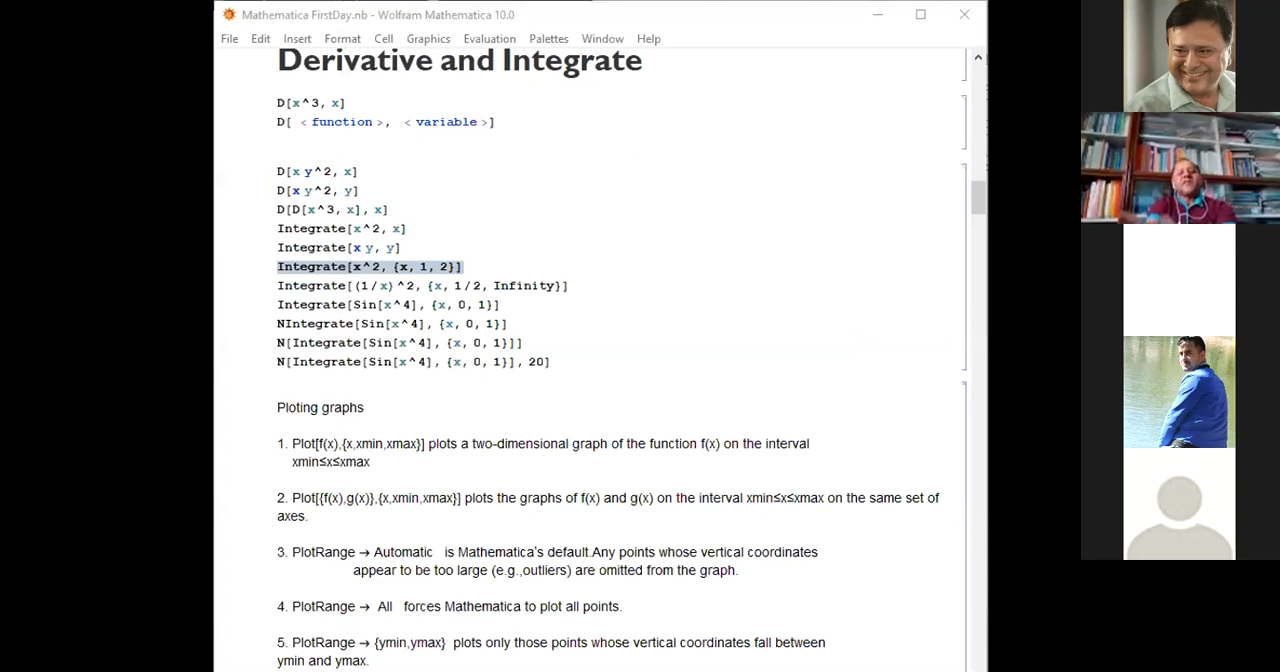 Mathematica FirstDay.nb - Wolfram Mathematica 10.0
File Edit Insert Format Cell Graphics Evaluation Palettes Window Help
Derivative and Integrate
D[x^3, x]
D[ <function>, <variable>]
D[x y^2, x]
D[x y^2, y]
D[D[x^3, x], x]
Integrate[x^2, x]
Integrate[x y, y]
Integrate[x^2, {x, 1, 2}]
Integrate[(1/x)^2, {x, 1/2, Infinity}]
Integrate[Sin[x^4], {x, 0, 1}]
NIntegrate[Sin[x^4], {x, 0, 1}]
N[Integrate[Sin[x^4], {x, 0, 1}]]
N[Integrate[Sin[x^4], {x, 0, 1}], 20]
Ploting graphs
1. Plot[f(x),{x,xmin,xmax}] plots a two-dimensional graph of the function f(x) on the interval
xmin≤x≤xmax
2. Plot[{f(x),g(x)},{x,xmin,xmax}] plots the graphs of f(x) and g(x) on the interval xmin≤x≤xmax on the same set of
axes.
3. PlotRange → Automatic is Mathematica's default.Any points whose vertical coordinates
appear to be too large (e.g.,outliers) are omitted from the graph.
4. PlotRange → All forces Mathematica to plot all points.
5. PlotRange → {ymin,ymax} plots only those points whose vertical coordinates fall between
ymin and ymax.